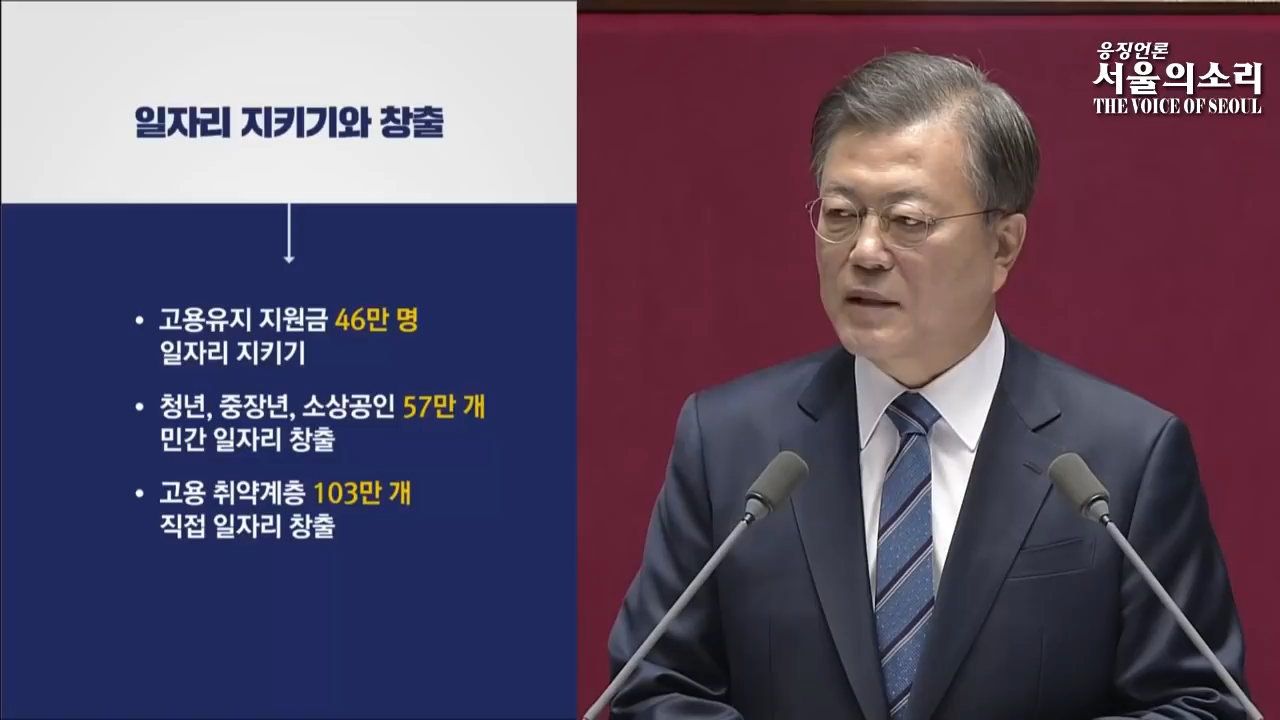 일자리 지키기와 창출
• 고용유지 지원금 46만 명
일자리 지키기
• 청년, 중장년, 소상공인 57만 개
민간 일자리 창출
• 고용 취약계층 103만 개
직접 일자리 창출
응징언론
서울의소리
THE VOICE OF SEOUL